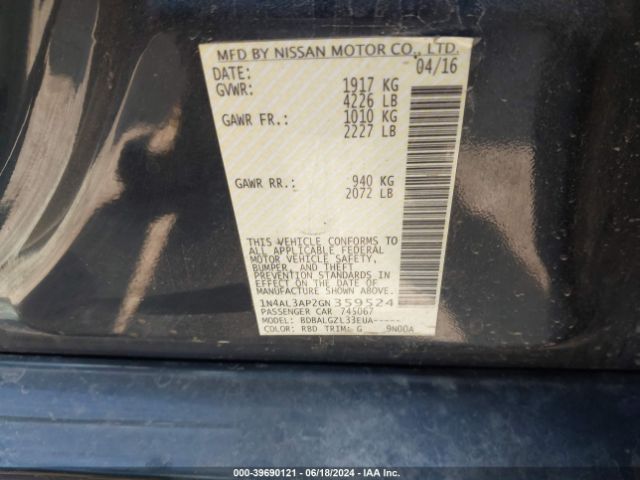 MFD BY NISSAN MOTOR CO., LTD.
DATE: 04/16
GVWR: 1917 KG
4226 LB
GAWR FR.: 1010 KG
2227 LB
GAWR RR.: 940 KG
2072 LB
THIS VEHICLE CONFORMS TO
ALL APPLICABLE FEDERAL
MOTOR VEHICLE SAFETY,
BUMPER, AND THEFT
PREVENTION STANDARDS IN
EFFECT ON THE DATE OF
MANUFACTURE SHOWN ABOVE.
1N4AL3AP2GN 359524
PASSENGER CAR 745067
MODEL: BDBALGZL33EUA-----
COLOR: RBD TRIM: G 9N00A
000-39690121 / 06/18/2024 / IAA Inc.